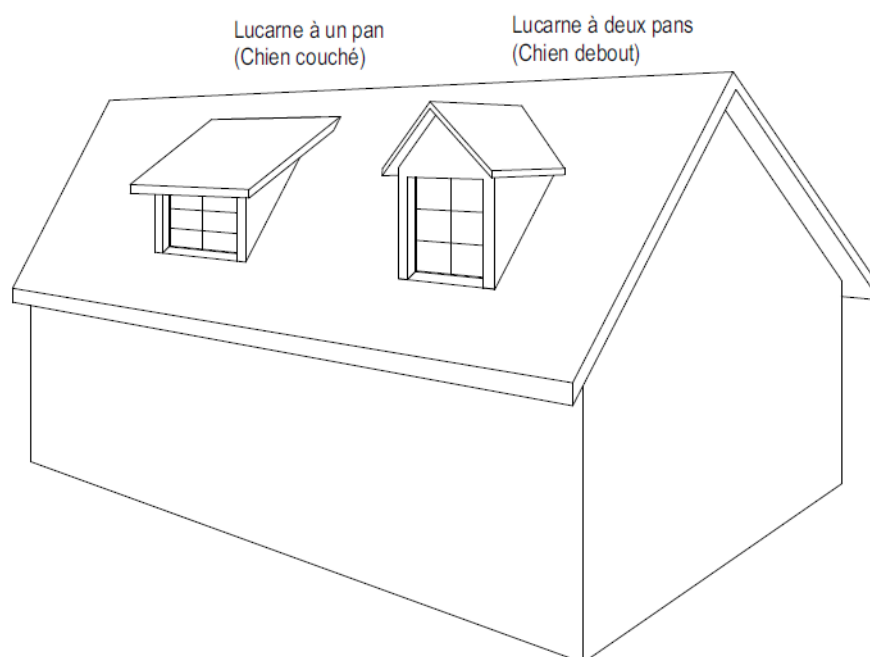 Lucarne à un pan
(Chien couché)
Lucarne à deux pans
(Chien debout)